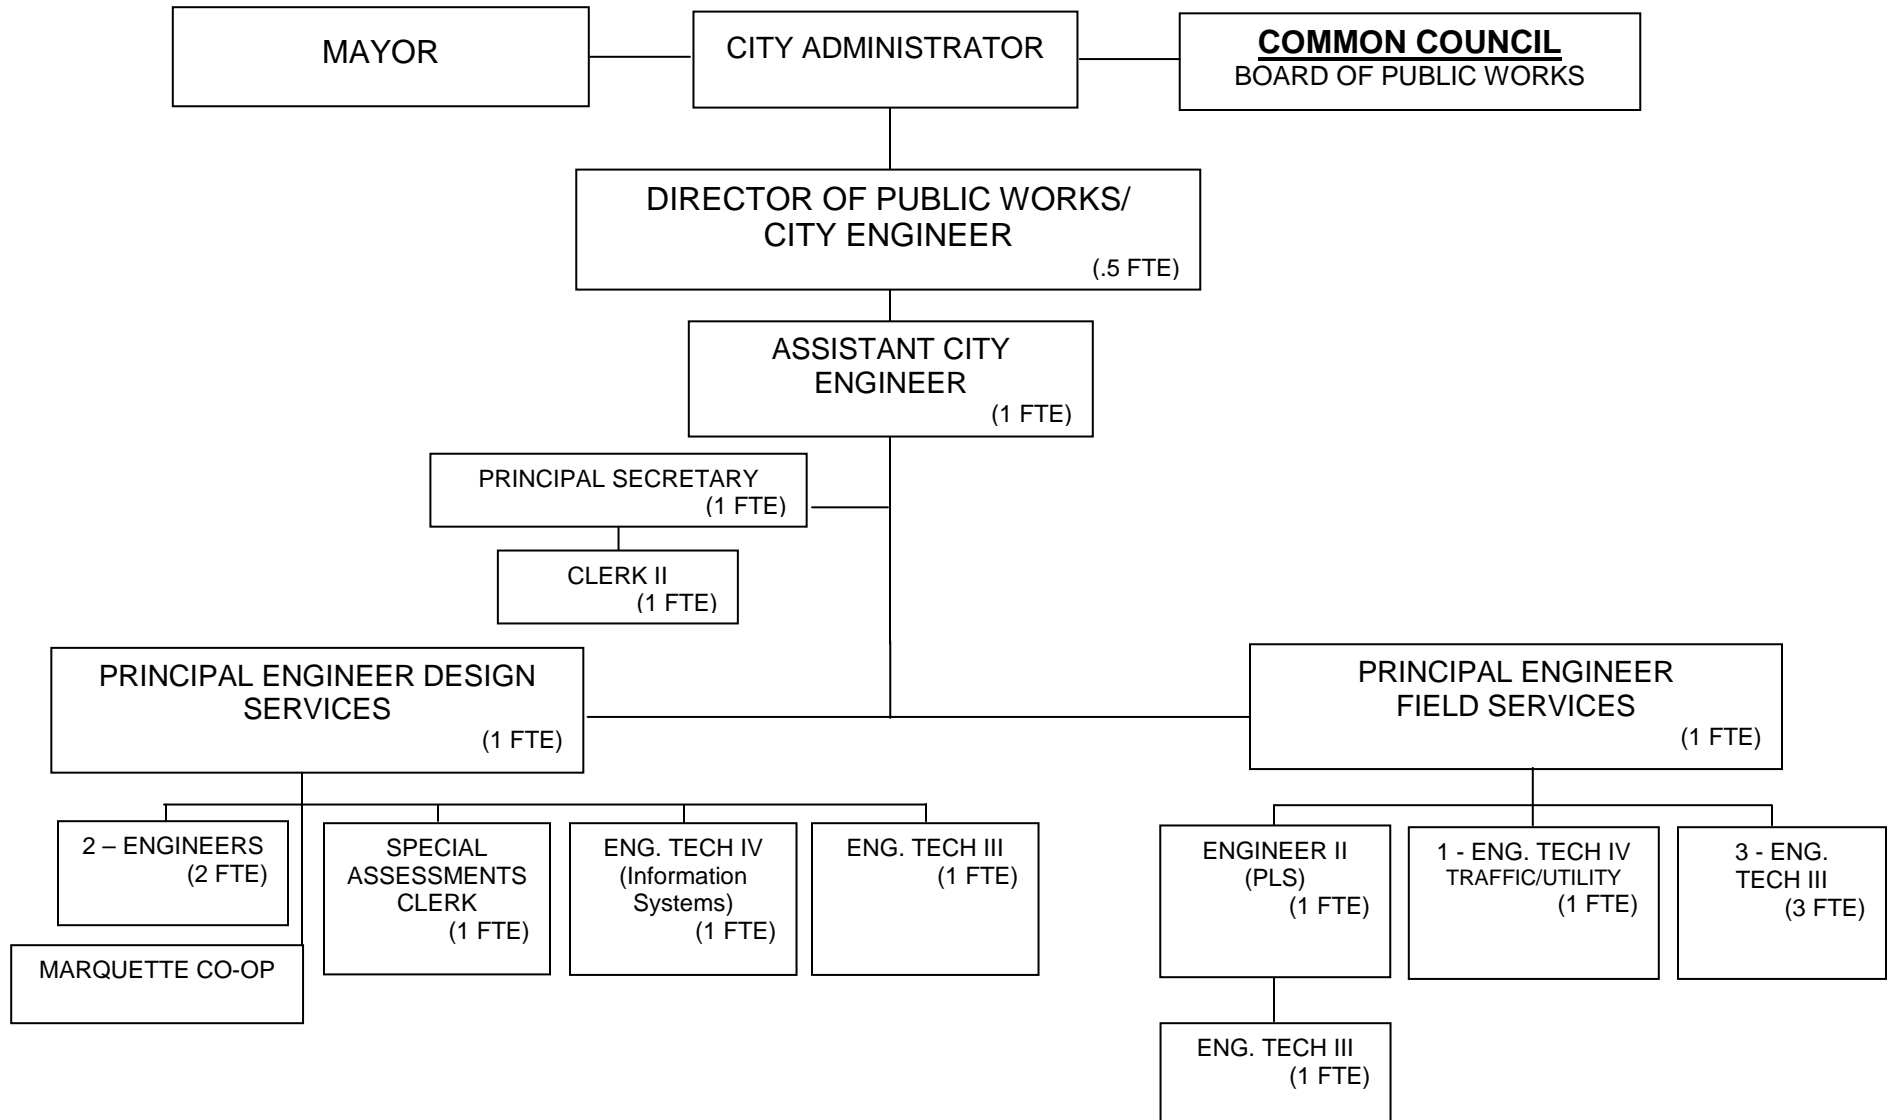 MAYOR
CITY ADMINISTRATOR
COMMON COUNCIL
BOARD OF PUBLIC WORKS
DIRECTOR OF PUBLIC WORKS/
CITY ENGINEER
(.5 FTE)
ASSISTANT CITY
ENGINEER
(1 FTE)
PRINCIPAL SECRETARY
(1 FTE)
CLERK II
(1 FTE)
PRINCIPAL ENGINEER DESIGN
SERVICES
(1 FTE)
PRINCIPAL ENGINEER
FIELD SERVICES
(1 FTE)
2 – ENGINEERS
(2 FTE)
SPECIAL
ASSESSMENTS
CLERK
(1 FTE)
ENG. TECH IV
(Information
Systems)
(1 FTE)
ENG. TECH III
(1 FTE)
MARQUETTE CO-OP
ENGINEER II
(PLS)
(1 FTE)
1 - ENG. TECH IV
TRAFFIC/UTILITY
(1 FTE)
3 - ENG.
TECH III
(3 FTE)
ENG. TECH III
(1 FTE)